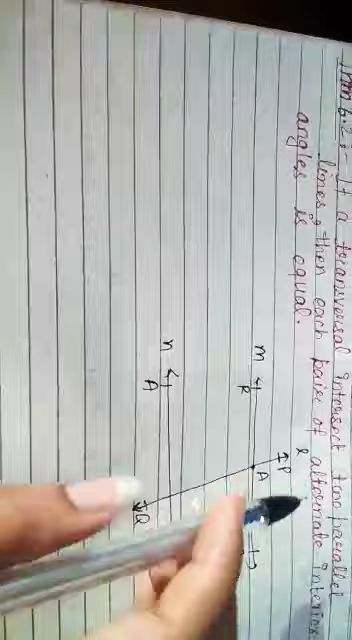 Thm 6.2 :- If a transversal intersect two parallel
lines, then each pair of alternate interior
angles is equal.
l
P
m
R
A
D
n
A
Q